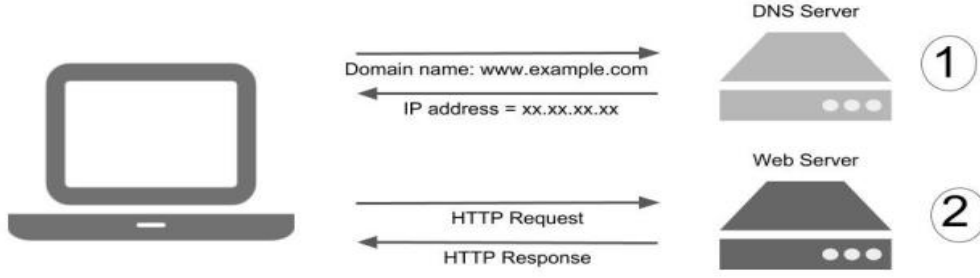 DNS Server
1
Domain name: www.example.com
IP address = xx.xx.xx.xx
Web Server
2
HTTP Request
HTTP Response